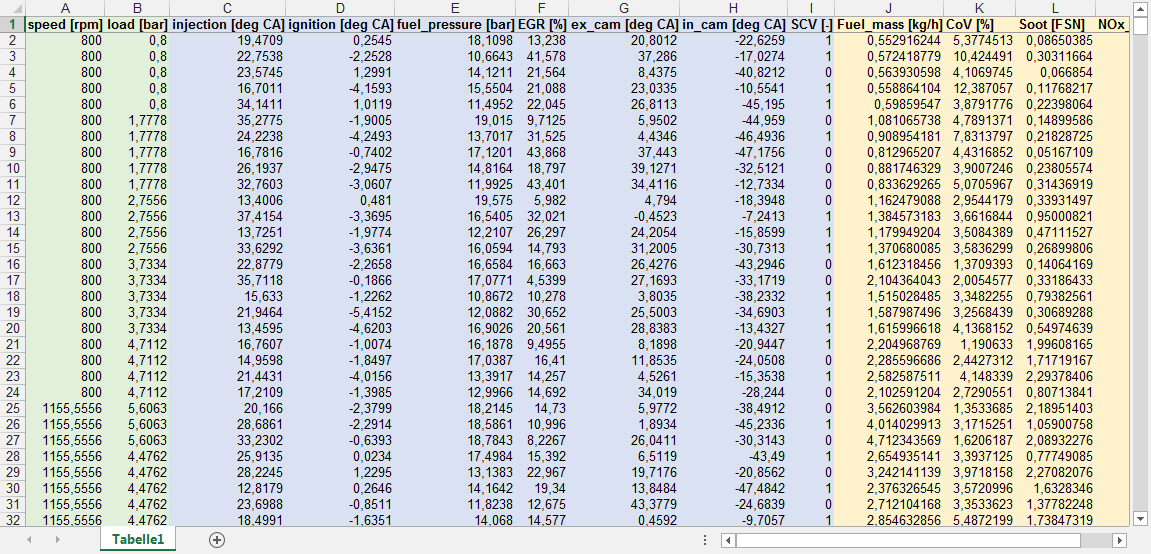 A B C D E F G H I J K L
1 speed [rpm] load [bar] injection [deg CA] ignition [deg CA] fuel_pressure [bar] EGR [%] ex_cam [deg CA] in_cam [deg CA] SCV [-] Fuel_mass [kg/h] CoV [%] Soot [FSN] NOx_
2 800 0,8 19,4709 0,2545 18,1098 13,238 20,8012 -22,6259 1 0,552916244 5,3774513 0,08650385
3 800 0,8 22,7538 -2,2528 10,6643 41,578 37,286 -17,0274 1 0,572418779 10,424491 0,30311664
4 800 0,8 23,5745 1,2991 14,1211 21,564 8,4375 -40,8212 0 0,563930598 4,1069745 0,066854
5 800 0,8 16,7011 -4,1593 15,5504 21,088 23,0335 -10,5541 1 0,558864104 12,387057 0,11768217
6 800 0,8 34,1411 1,0119 11,4952 22,045 26,8113 -45,195 1 0,59859547 3,8791776 0,22398064
7 800 1,7778 35,2775 -1,9005 19,015 9,7125 5,9502 -44,959 0 1,081065738 4,7891371 0,14899586
8 800 1,7778 24,2238 -4,2493 13,7017 31,525 4,4346 -46,4936 1 0,908954181 7,8313797 0,21828725
9 800 1,7778 16,7816 -0,7402 17,1201 43,868 37,443 -47,1756 0 0,812965207 4,4316852 0,05167109
10 800 1,7778 26,1937 -2,9475 14,8164 18,797 39,1271 -32,5121 0 0,881746329 3,9007246 0,23805574
11 800 1,7778 32,7603 -3,0607 11,9925 43,401 34,4116 -12,7334 0 0,833629265 5,0705967 0,31436919
12 800 2,7556 13,4006 0,481 19,575 5,982 4,794 -18,3948 0 1,162479088 2,9544179 0,33931497
13 800 2,7556 37,4154 -3,3695 16,5405 32,021 -0,4523 -7,2413 1 1,384573183 3,6616844 0,95000821
14 800 2,7556 13,7251 -1,9774 12,2107 26,297 24,2054 -15,8599 1 1,179949204 3,5084389 0,47111527
15 800 2,7556 33,6292 -3,6361 16,0594 14,793 31,2005 -30,7313 1 1,370680085 3,5836299 0,26899806
16 800 3,7334 22,8779 -2,2658 16,6584 16,663 26,4276 -43,2946 0 1,612318456 1,3709393 0,14064169
17 800 3,7334 35,7118 -0,1866 17,0771 4,5399 27,1693 -33,1719 0 2,104364043 2,0054577 0,33186433
18 800 3,7334 15,633 -1,2262 10,8672 10,278 3,8035 -38,2332 1 1,515028485 3,3482255 0,79382561
19 800 3,7334 21,9464 -5,4152 12,0882 30,652 25,5003 -34,6903 1 1,587987496 3,2568439 0,30689288
20 800 3,7334 13,4595 -4,6203 16,9026 20,561 28,8383 -13,4327 1 1,615996618 4,1368152 0,54974639
21 800 4,7112 16,7607 -1,0074 16,1878 9,4955 8,1898 -20,9447 1 2,204968769 1,190633 1,99608165
22 800 4,7112 14,9598 -1,8497 17,0387 16,41 11,8535 -24,0508 0 2,285596686 2,4427312 1,71719167
23 800 4,7112 21,4431 -4,0156 13,3917 14,257 4,5261 -15,3538 1 2,582587511 4,148339 2,29378406
24 800 4,7112 17,2109 -1,3985 12,9966 14,692 34,019 -28,244 0 2,102591204 2,7290551 0,80713841
25 1155,5556 5,6063 20,166 -2,3799 18,2145 14,73 5,9772 -38,4912 0 3,562603984 1,3533685 2,18951403
26 1155,5556 5,6063 28,6861 -2,2914 18,5861 10,996 1,8934 -45,2336 1 4,014029913 3,1715251 1,05900758
27 1155,5556 5,6063 33,2302 -0,6393 18,7843 8,2267 26,0411 -30,3143 0 4,712343569 1,6206187 2,08932276
28 1155,5556 4,4762 25,9135 0,0234 17,4984 15,392 6,5119 -43,49 1 2,654935141 3,3937125 0,77749085
29 1155,5556 4,4762 28,2245 1,2295 13,1383 22,967 19,7176 -20,8562 0 3,242141139 3,9718158 2,27082076
30 1155,5556 4,4762 12,8179 0,2646 14,1642 19,34 13,8484 -47,4842 1 2,376326545 3,5720996 1,6328346
31 1155,5556 4,4762 23,6988 -0,8511 11,8238 12,675 43,3779 -24,6839 0 2,712104168 3,3533623 1,37782248
32 1155,5556 4,4762 18,4991 -1,6351 14,068 14,577 0,4592 -9,7057 1 2,854632856 5,4872199 1,73847319
Tabelle1